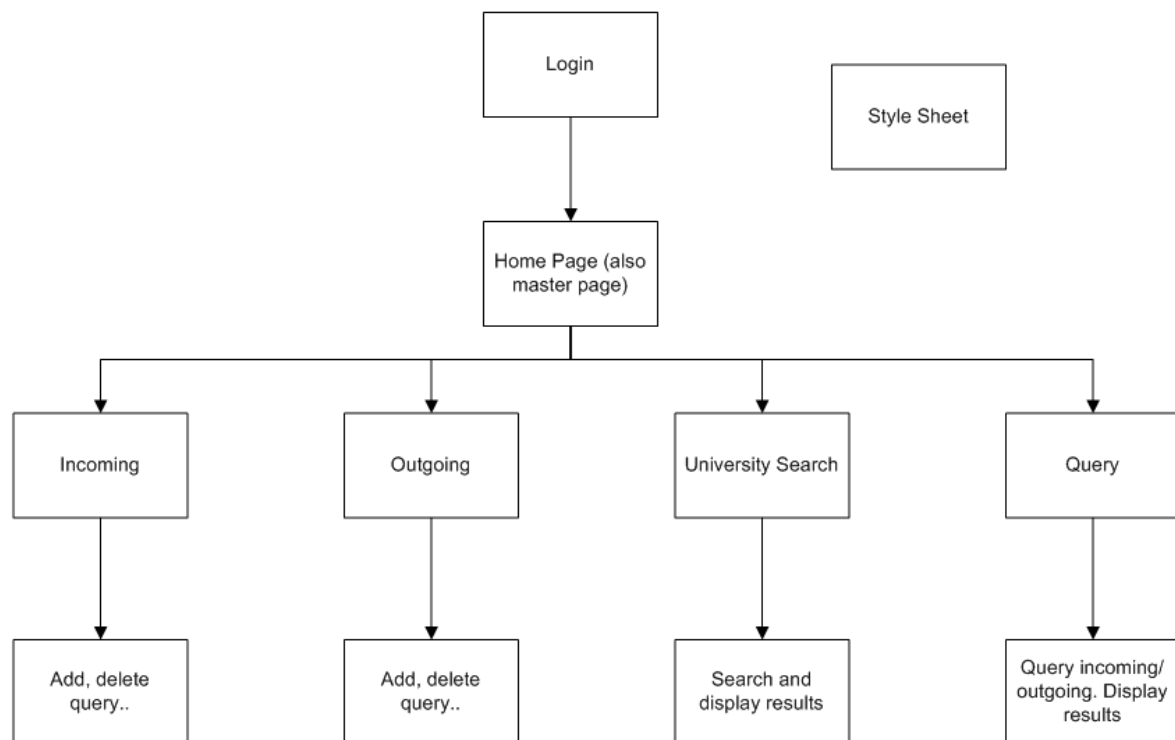 Login
Style Sheet
Home Page (also
master page)
Incoming
Outgoing
University Search
Query
Add, delete
query..
Add, delete
query..
Search and
display results
Query incoming/
outgoing. Display
results